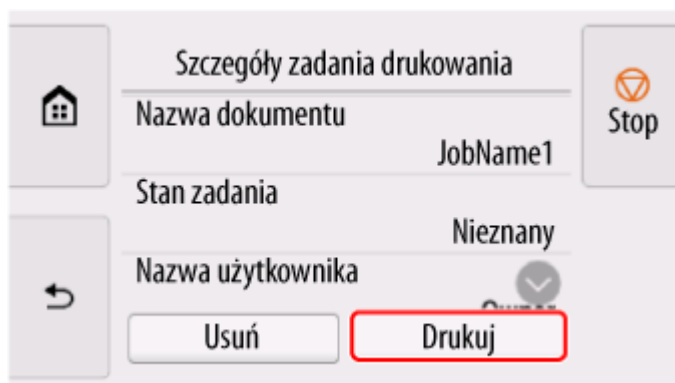 Szczegóły zadania drukowania
Nazwa dokumentu
JobName1
Stop
Stan zadania
Nieznany
Nazwa użytkownika
Usuń
Drukuj